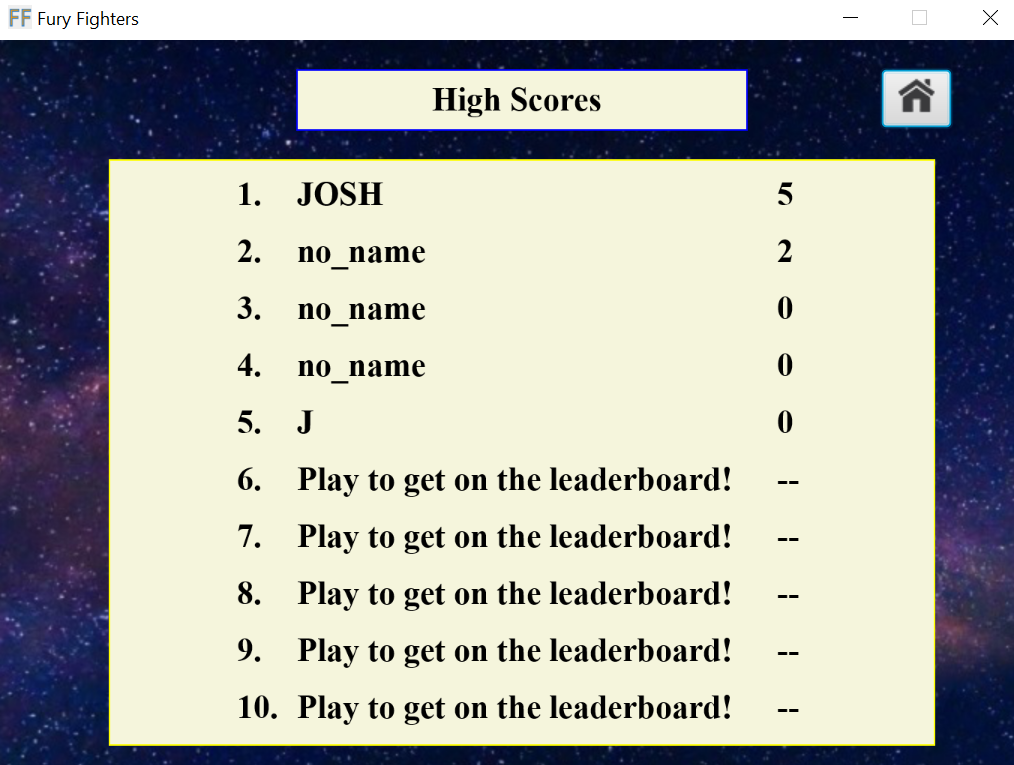 FF Fury Fighters
High Scores
1. JOSH 5
2. no_name 2
3. no_name 0
4. no_name 0
5. J 0
6. Play to get on the leaderboard! --
7. Play to get on the leaderboard! --
8. Play to get on the leaderboard! --
9. Play to get on the leaderboard! --
10. Play to get on the leaderboard! --